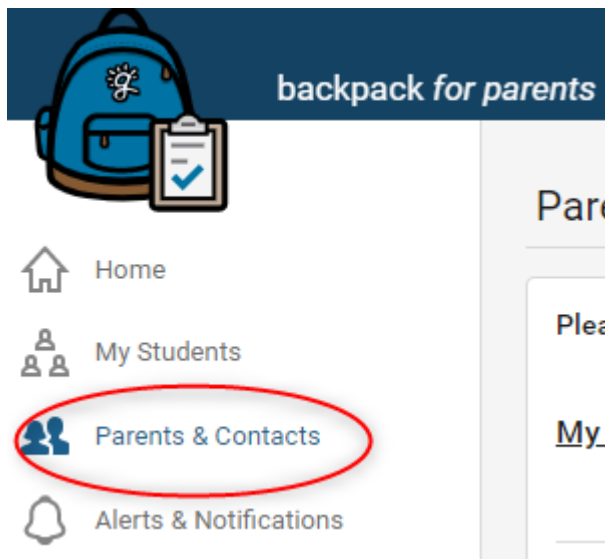 backpack for parents
Home
My Students
Parents & Contacts
Alerts & Notifications